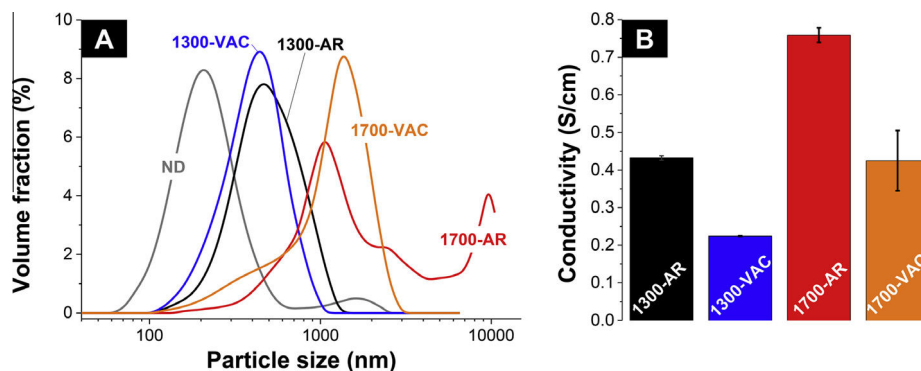 A
10
8
6
4
2
0
Volume fraction (%)
1300-VAC
1300-AR
ND
1700-VAC
1700-AR
100
1000
10000
Particle size (nm)
B
0.8
0.7
0.6
0.5
0.4
0.3
0.2
0.1
0.0
Conductivity (S/cm)
1300-AR
1300-VAC
1700-AR
1700-VAC